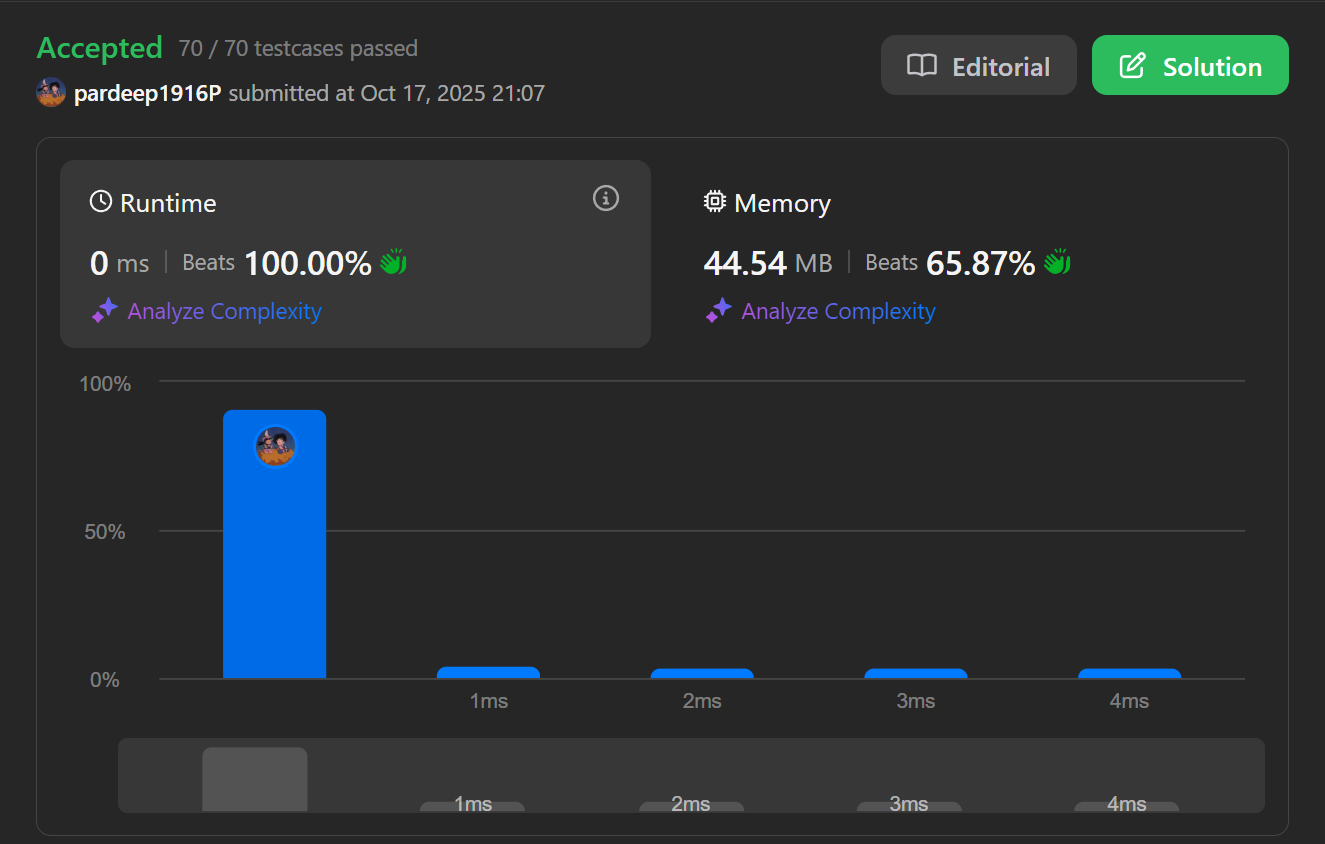 Accepted 70 / 70 testcases passed
Editorial
Solution
pardeep1916P submitted at Oct 17, 2025 21:07
Runtime
0 ms | Beats 100.00%
Analyze Complexity
Memory
44.54 MB | Beats 65.87%
Analyze Complexity
100%
50%
0%
1ms 2ms 3ms 4ms
1ms 2ms 3ms 4ms